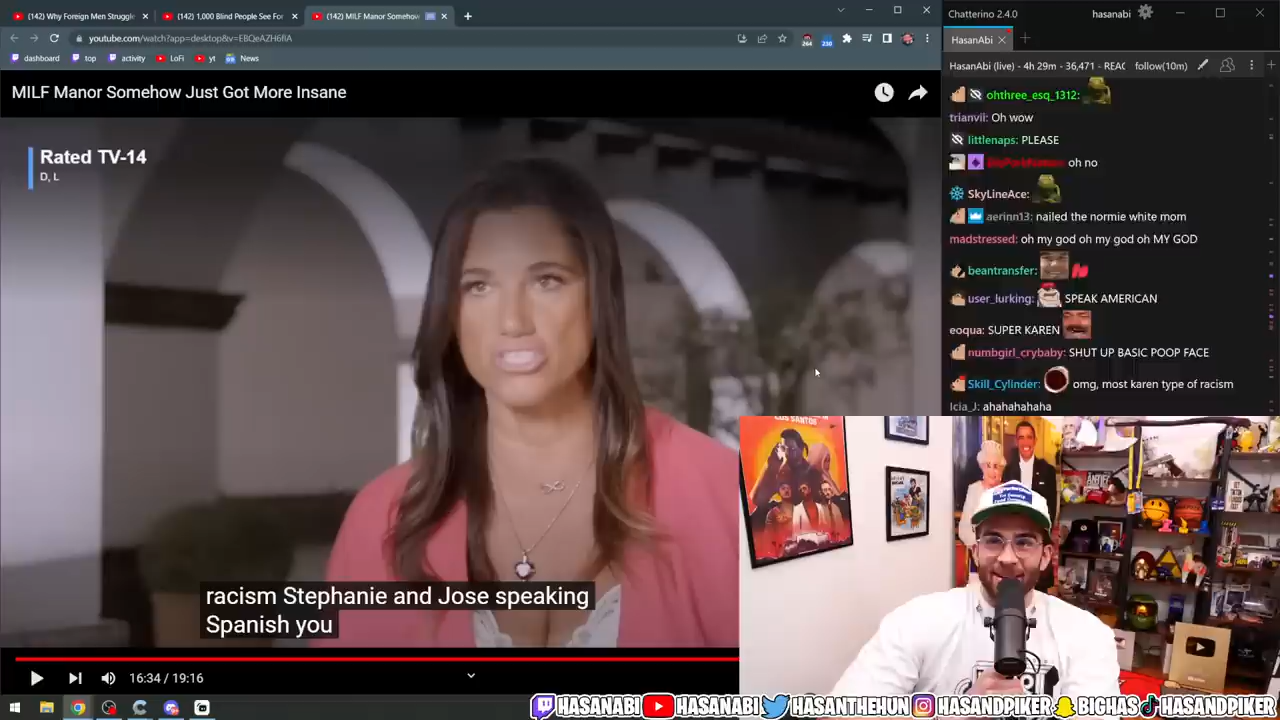 (142) Why Foreign Men Struggle
(142) 1,000 Blind People See For
(142) MILF Manor Somehow
youtube.com/watch?app=desktop&v=EBQeAZH6flA
264
230
dashboard
top
activity
LoFi
yt
News
MILF Manor Somehow Just Got More Insane
Rated TV-14
D, L
racism Stephanie and Jose speaking
Spanish you
16:34 / 19:16
Chatterino 2.4.0
hasanabi
HasanAbi
HasanAbi (live) - 4h 29m - 36,471 - REAC
follow(10m)
ohthree_esq_1312:
trianvii: Oh wow
littlenaps: PLEASE
oh no
SkyLineAce:
aerinn13: nailed the normie white mom
madstressed: oh my god oh my god oh MY GOD
beantransfer:
user_lurking: SPEAK AMERICAN
eoqua: SUPER KAREN
numbgirl_crybaby: SHUT UP BASIC POOP FACE
Skill_Cylinder: omg, most karen type of racism
Icia_J: ahahahahaha
LOS SANTOS
HASANABI
HASANABI
HASANTHEHUN
HASANDPIKER
BIGHAS
HASANDPIKER